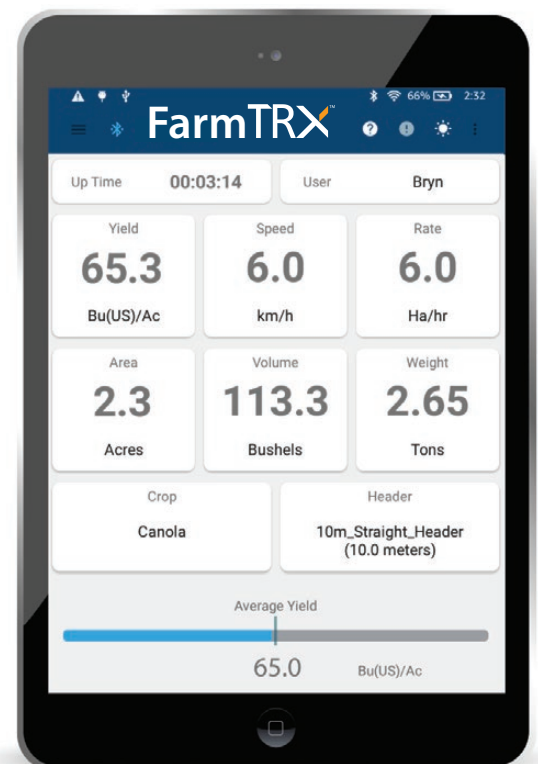 66% 2:32
FarmTRX™
Up Time 00:03:14 User Bryn
Yield Speed Rate
65.3 6.0 6.0
Bu(US)/Ac km/h Ha/hr
Area Volume Weight
2.3 113.3 2.65
Acres Bushels Tons
Crop Header
Canola 10m_Straight_Header
(10.0 meters)
Average Yield
65.0 Bu(US)/Ac